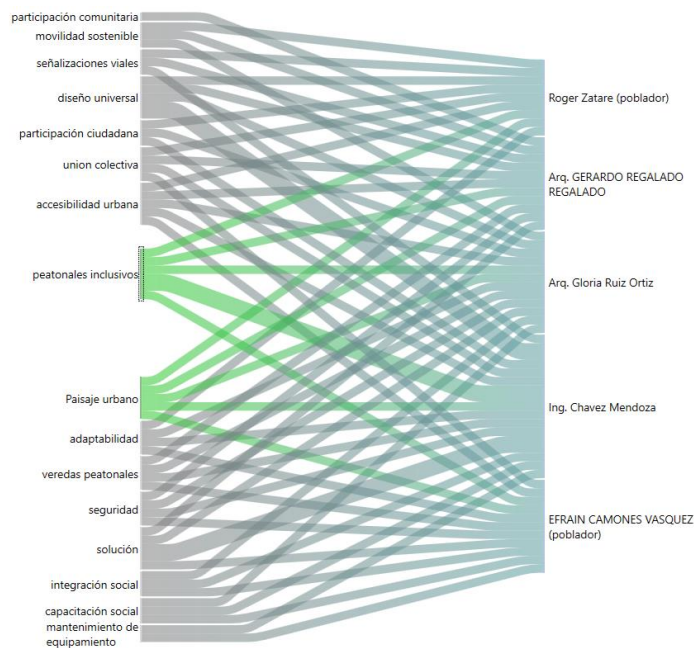 participación comunitaria
movilidad sostenible
señalizaciones viales
diseño universal
participación ciudadana
union colectiva
accesibilidad urbana
peatonales inclusivos
Paisaje urbano
adaptabilidad
veredas peatonales
seguridad
solución
integración social
capacitación social
mantenimiento de
equipamiento
Roger Zatare (poblador)
Arq. GERARDO REGALADO
REGALADO
Arq. Gloria Ruiz Ortiz
Ing. Chavez Mendoza
EFRAIN CAMONES VASQUEZ
(poblador)